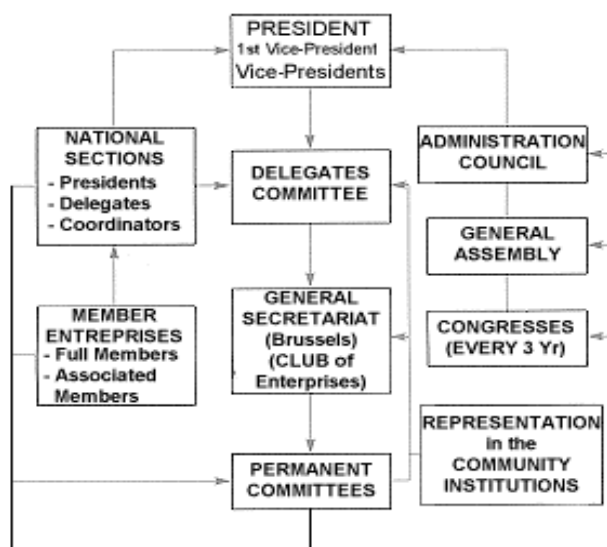 PRESIDENT
1st Vice-President
Vice-Presidents
NATIONAL
SECTIONS
- Presidents
- Delegates
- Coordinators
DELEGATES
COMMITTEE
ADMINISTRATION
COUNCIL
GENERAL
ASSEMBLY
MEMBER
ENTREPRISES
- Full Members
- Associated
Members
GENERAL
SECRETARIAT
(Brussels)
(CLUB of
Enterprises)
CONGRESSES
(EVERY 3 Yr)
PERMANENT
COMMITTEES
REPRESENTATION
in the
COMMUNITY
INSTITUTIONS